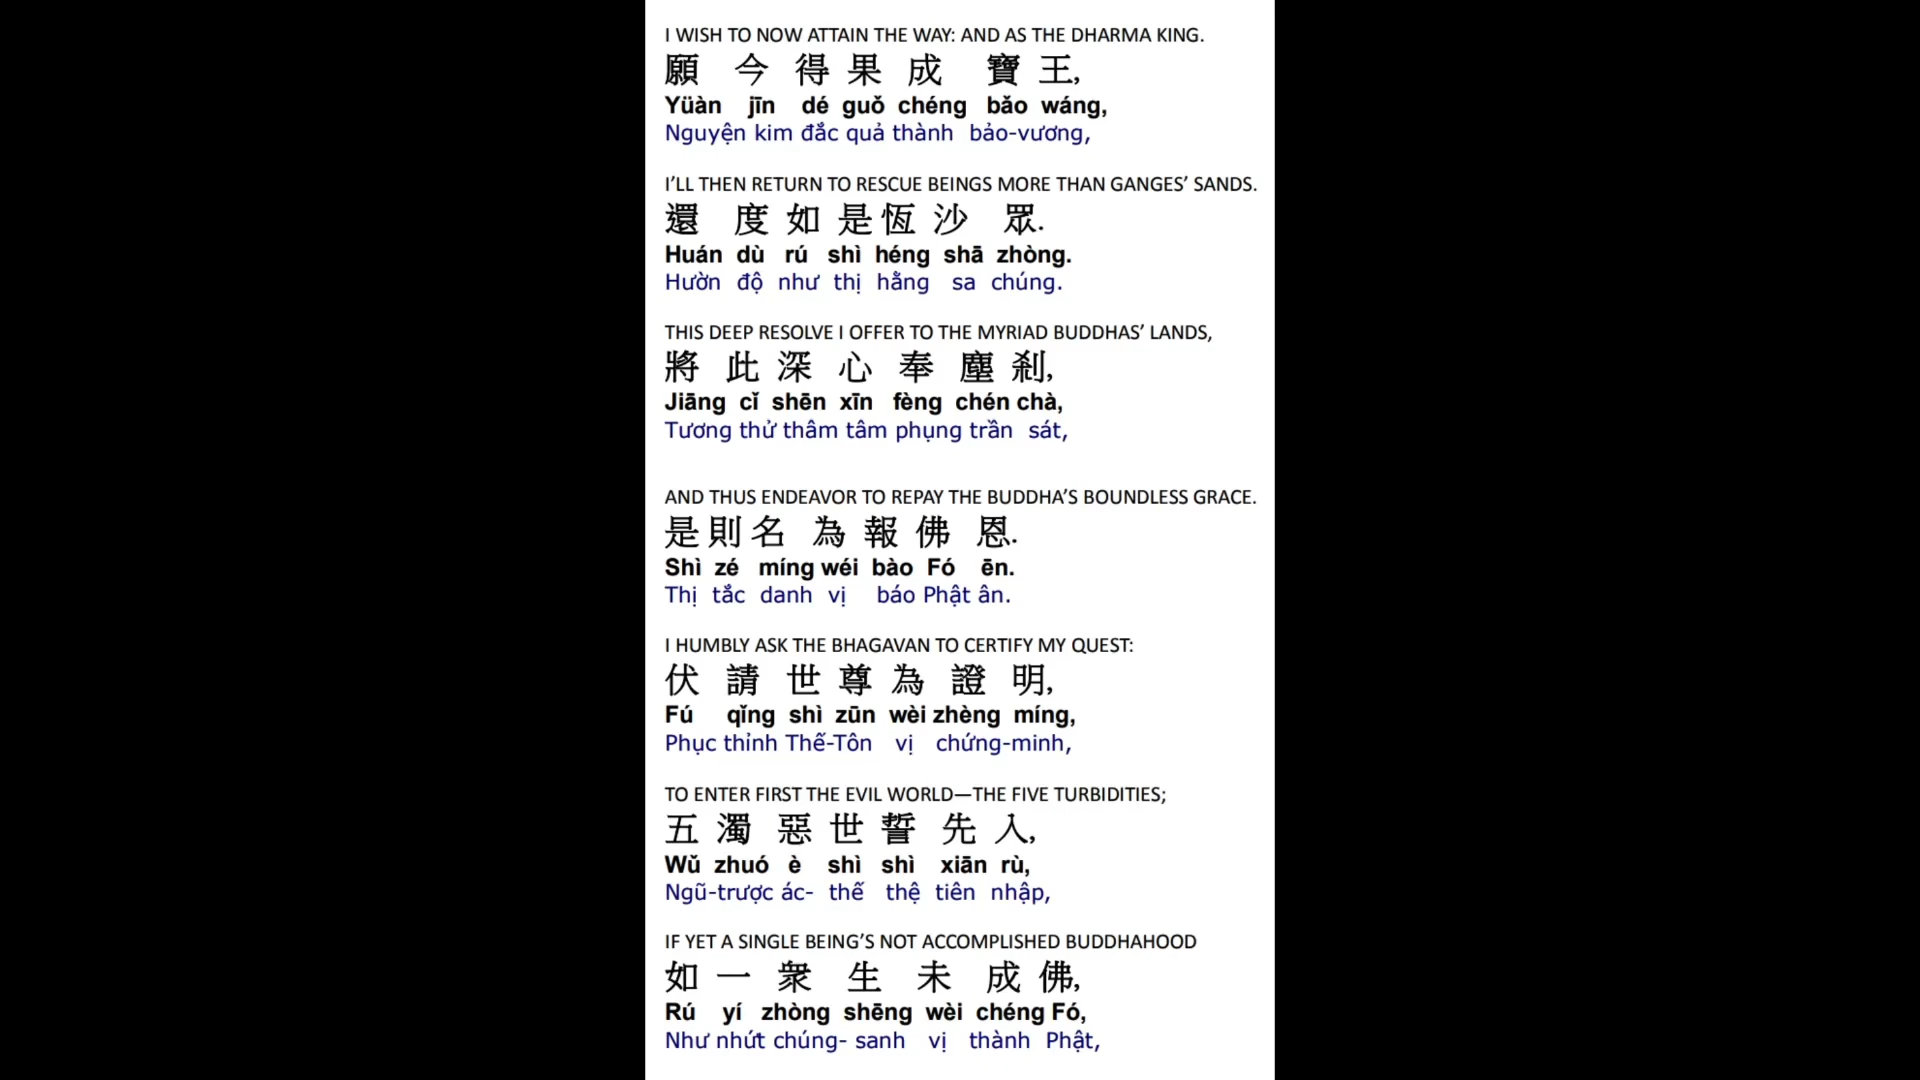 I WISH TO NOW ATTAIN THE WAY: AND AS THE DHARMA KING.
願 今 得 果 成 寶 王,
Yüàn jīn dé guǒ chéng bǎo wáng,
Nguyện kim đắc quả thành bảo-vương,
I’LL THEN RETURN TO RESCUE BEINGS MORE THAN GANGES’ SANDS.
還 度 如 是 恆 沙 眾.
Huán dù rú shì héng shā zhòng.
Hườn độ như thị hằng sa chúng.
THIS DEEP RESOLVE I OFFER TO THE MYRIAD BUDDHAS’ LANDS,
將 此 深 心 奉 塵 剎,
Jiāng cǐ shēn xīn fèng chén chà,
Tương thử thâm tâm phụng trần sát,
AND THUS ENDEAVOR TO REPAY THE BUDDHA’S BOUNDLESS GRACE.
是 則 名 為 報 佛 恩.
Shì zé míng wéi bào Fó ēn.
Thị tắc danh vị báo Phật ân.
I HUMBLY ASK THE BHAGAVAN TO CERTIFY MY QUEST:
伏 請 世 尊 為 證 明,
Fú qǐng shì zūn wèi zhèng míng,
Phục thỉnh Thế-Tôn vị chứng-minh,
TO ENTER FIRST THE EVIL WORLD—THE FIVE TURBIDITIES;
五 濁 惡 世 誓 先 入,
Wǔ zhuó è shì shì xiān rù,
Ngũ-trược ác- thế thệ tiên nhập,
IF YET A SINGLE BEING’S NOT ACCOMPLISHED BUDDHAHOOD
如 一 衆 生 未 成 佛,
Rú yí zhòng shēng wèi chéng Fó,
Như nhứt chúng- sanh vị thành Phật,